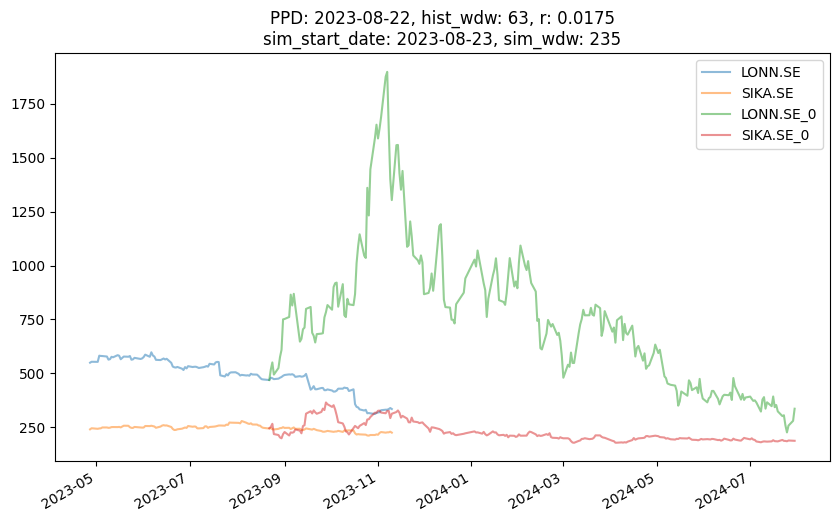 PPD: 2023-08-22, hist_wdw: 63, r: 0.0175
sim_start_date: 2023-08-23, sim_wdw: 235
LONN.SE
SIKA.SE
LONN.SE_0
SIKA.SE_0
1750
1500
1250
1000
750
500
250
2023-05
2023-07
2023-09
2023-11
2024-01
2024-03
2024-05
2024-07